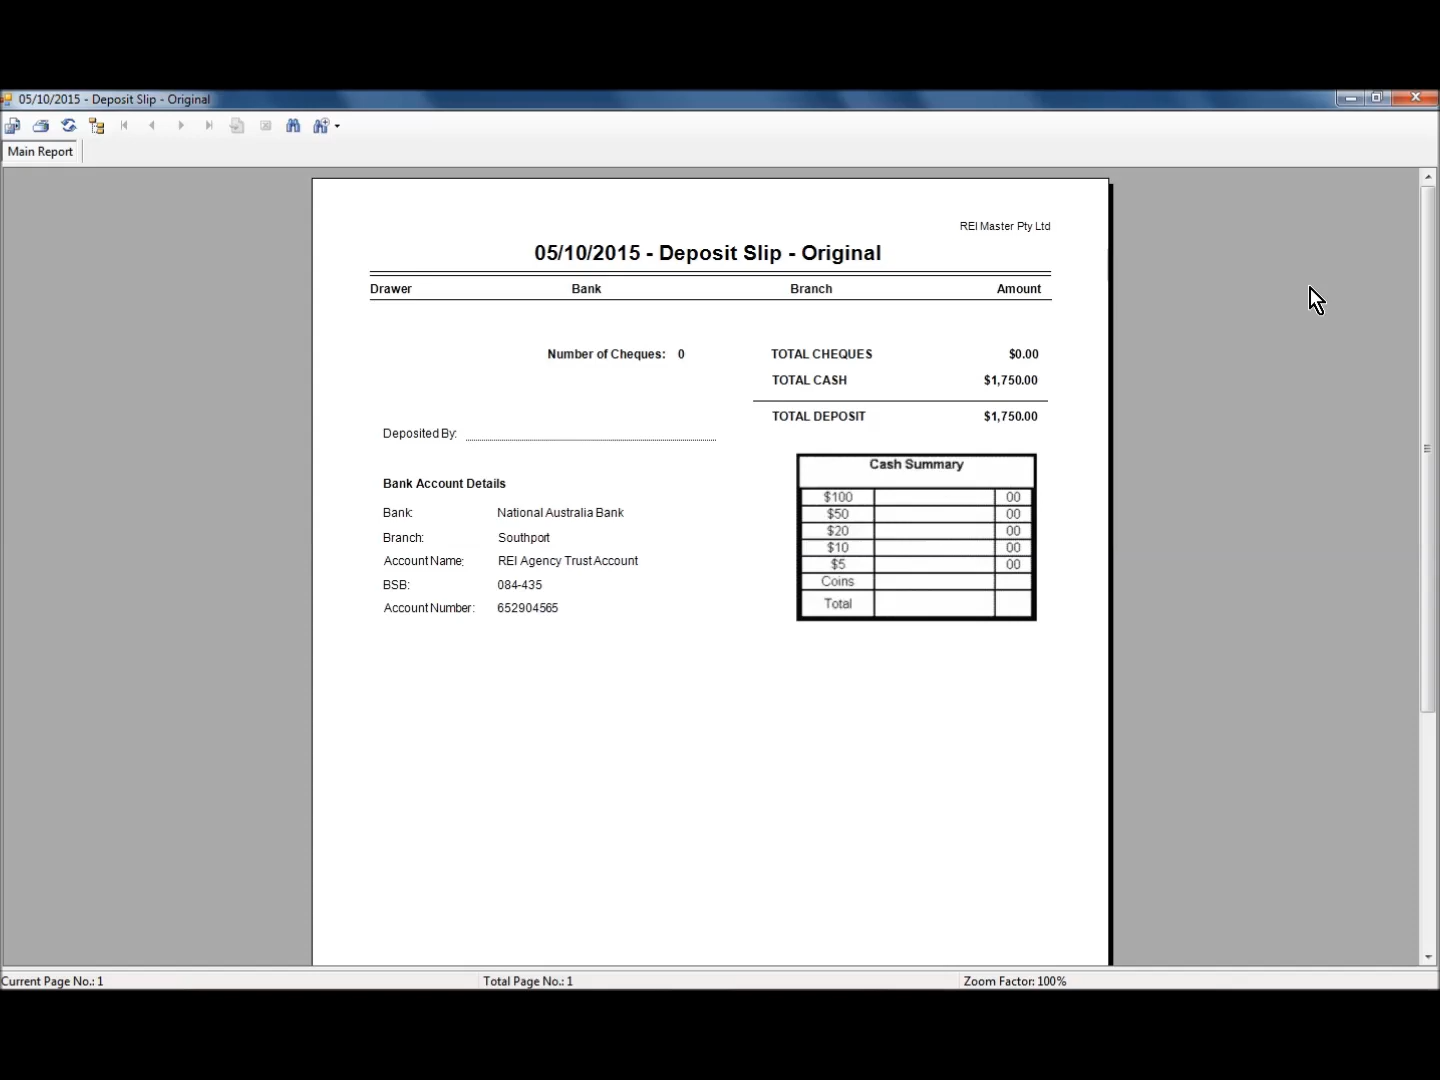 05/10/2015 - Deposit Slip - Original
Main Report
REI Master Pty Ltd
05/10/2015 - Deposit Slip - Original
Drawer Bank Branch Amount
Number of Cheques: 0 TOTAL CHEQUES $0.00
TOTAL CASH $1,750.00
TOTAL DEPOSIT $1,750.00
Deposited By:
Cash Summary
$100 00
$50 00
$20 00
$10 00
$5 00
Coins
Total
Bank Account Details
Bank: National Australia Bank
Branch: Southport
Account Name: REI Agency Trust Account
BSB: 084-435
Account Number: 652904565
Current Page No.: 1 Total Page No.: 1 Zoom Factor: 100%